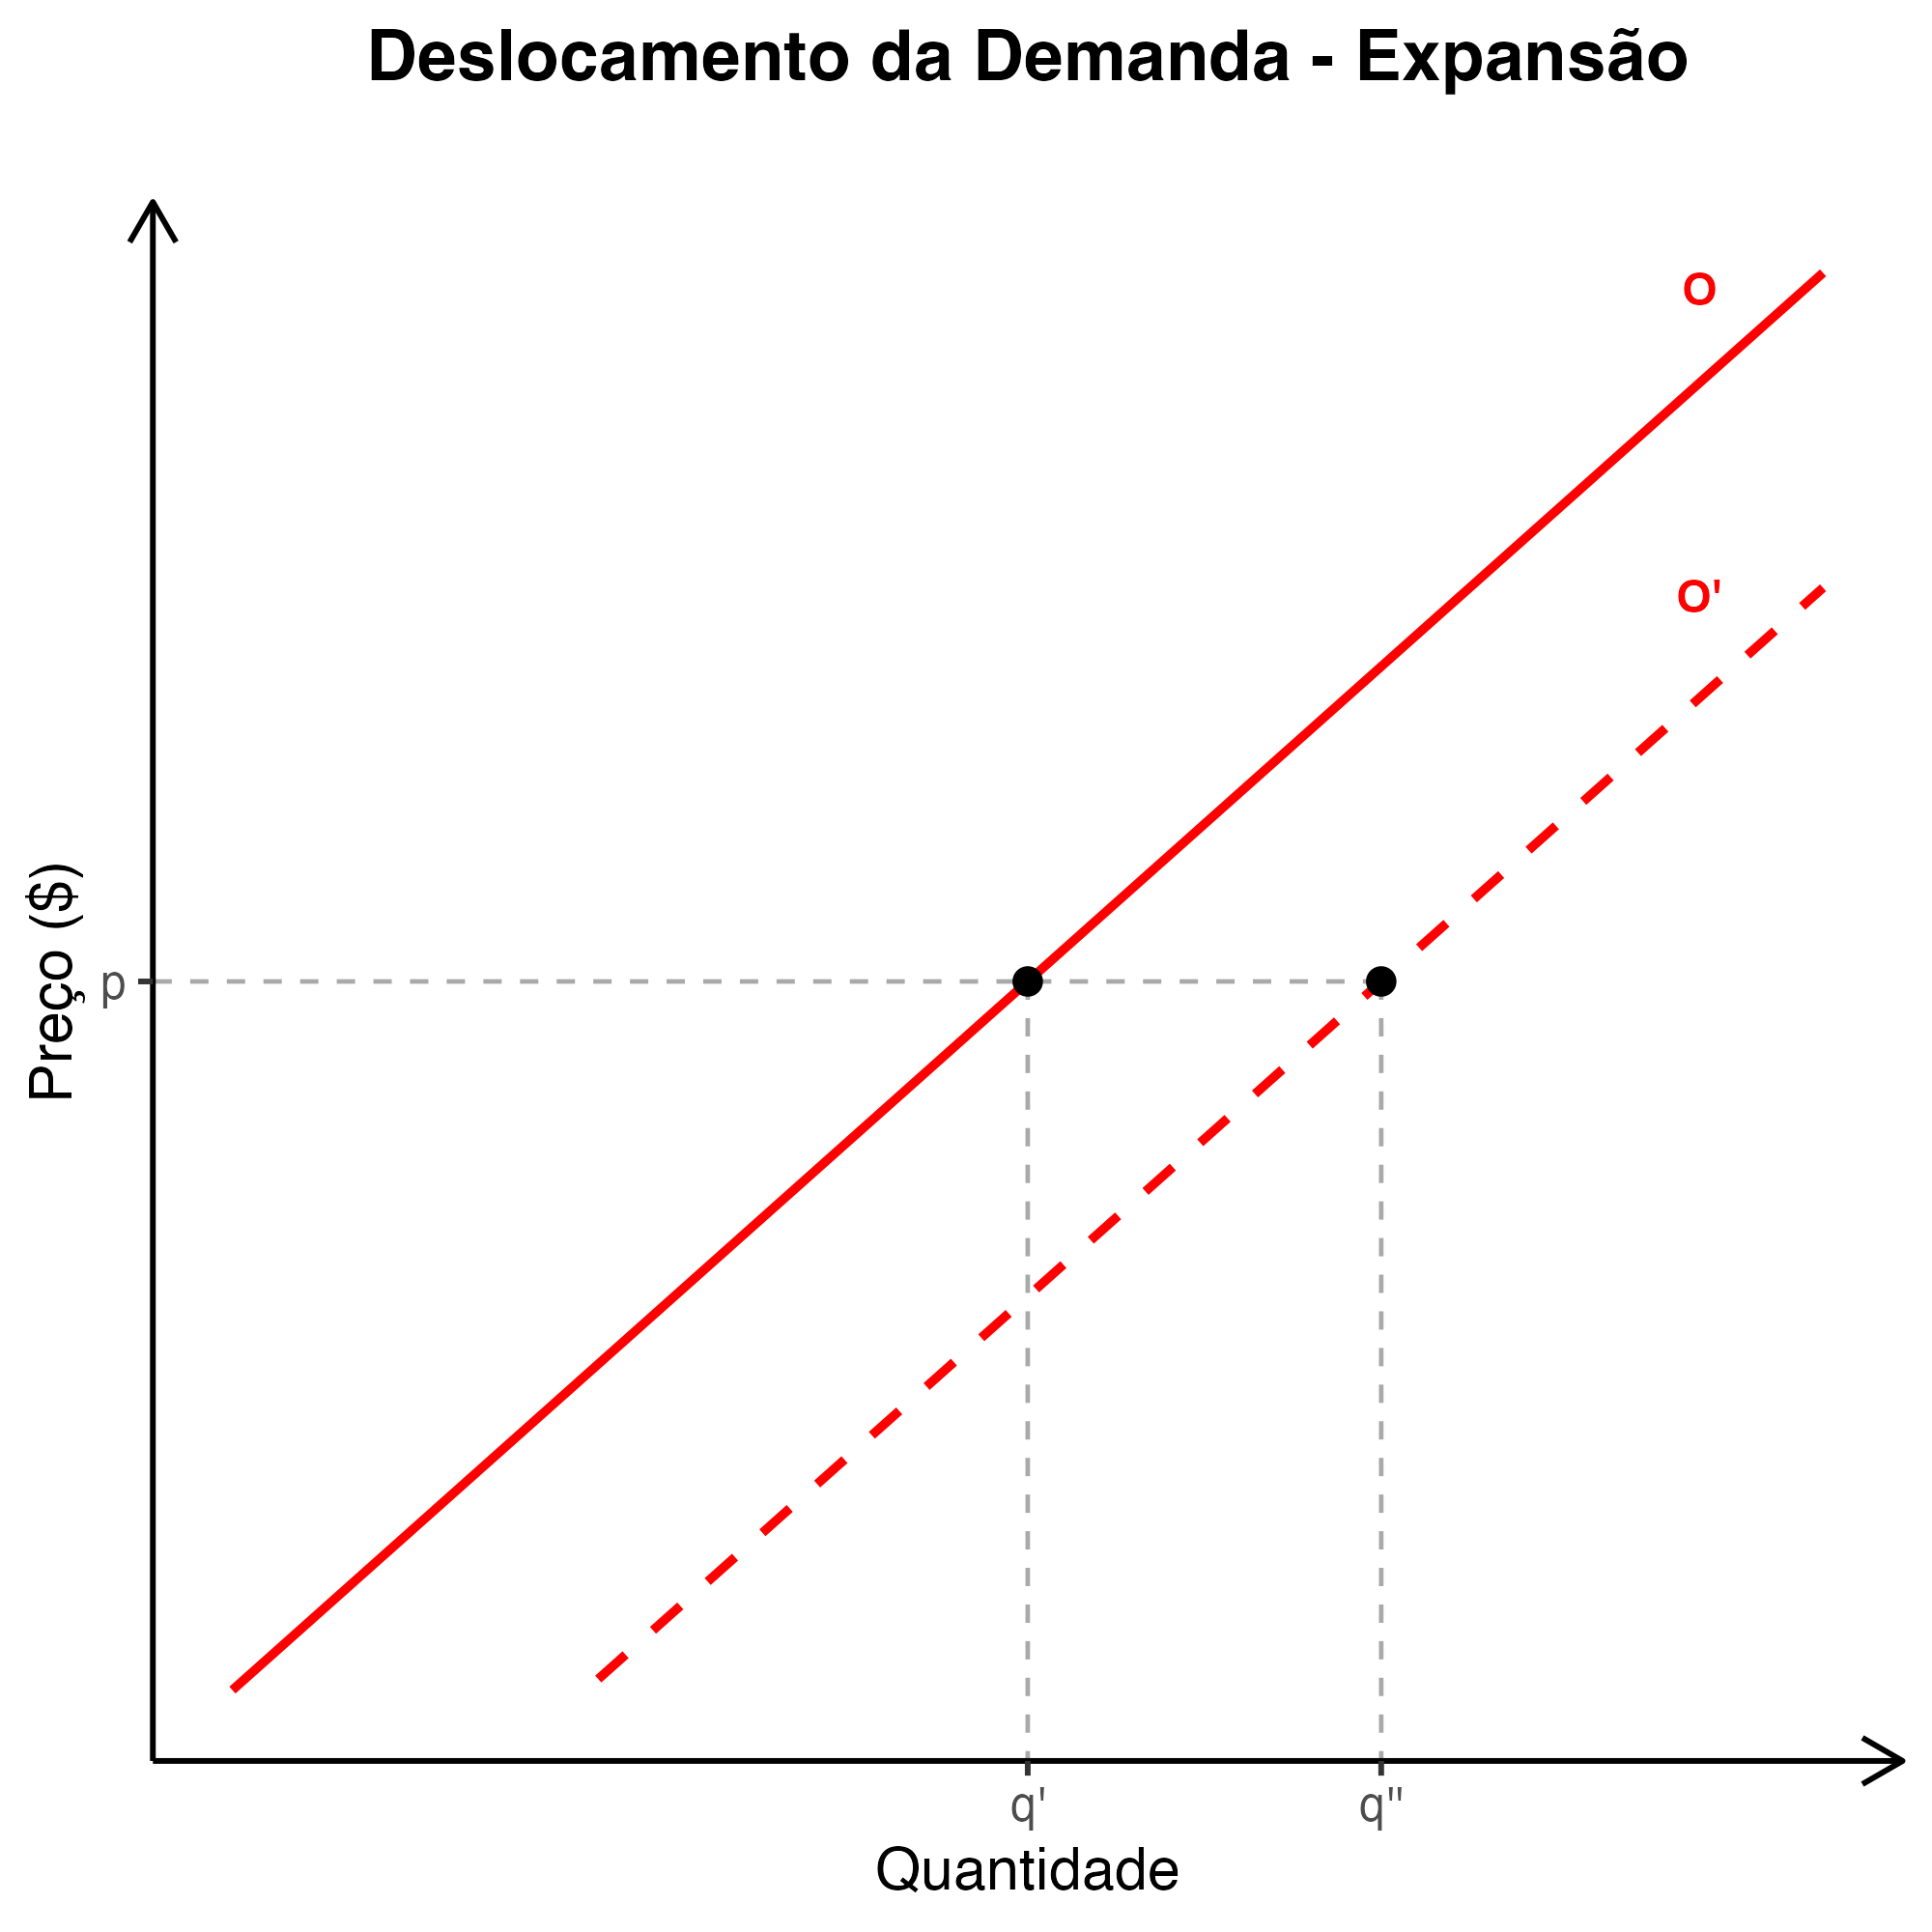 Deslocamento da Demanda - Expansão
O
O'
Preço ($)
p
q'
q"
Quantidade